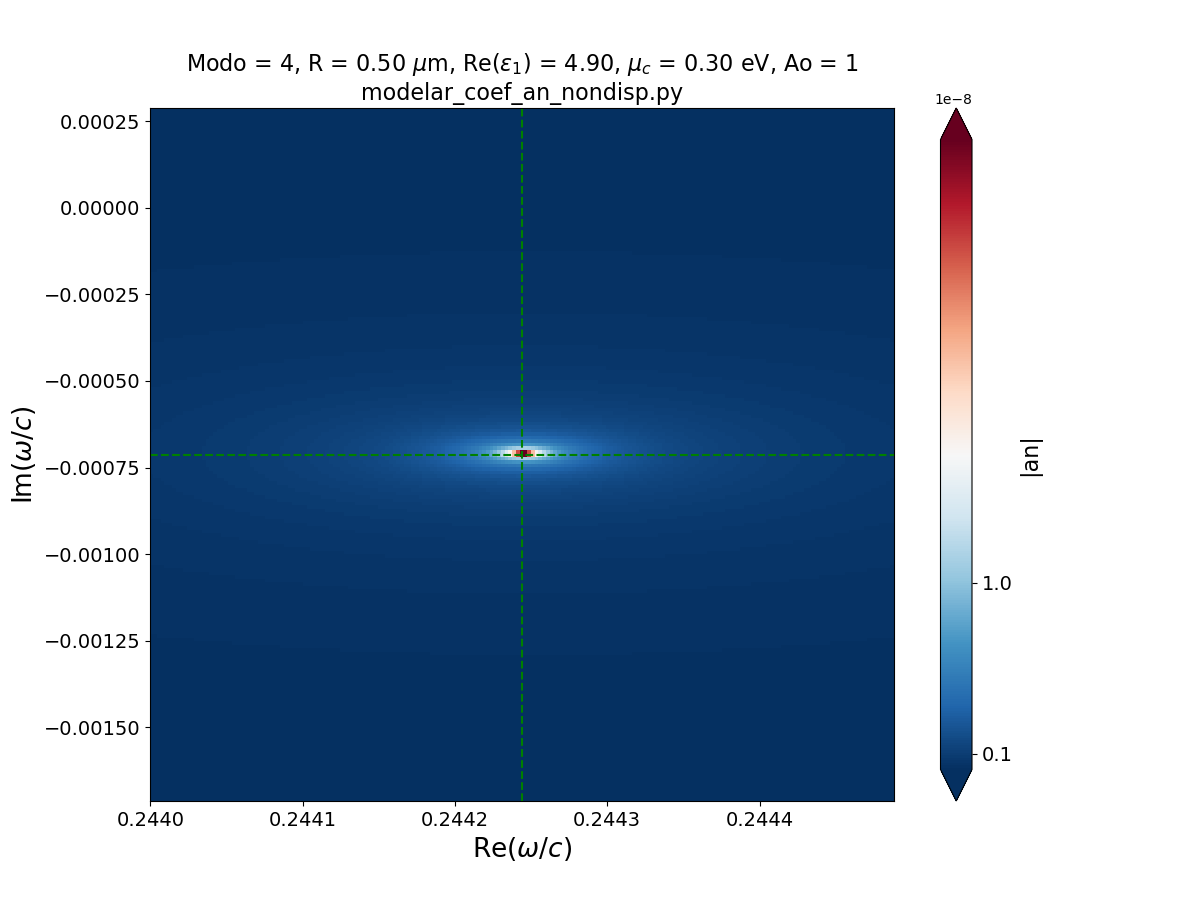 Modo = 4, R = 0.50 μm, Re(ε₁) = 4.90, μ_c = 0.30 eV, Ao = 1
modelar_coef_an_nondisp.py
1e−8
0.00025
0.00000
−0.00025
−0.00050
−0.00075
−0.00100
−0.00125
−0.00150
Im(ω/c)
0.2440
0.2441
0.2442
0.2443
0.2444
Re(ω/c)
1.0
0.1
|an|